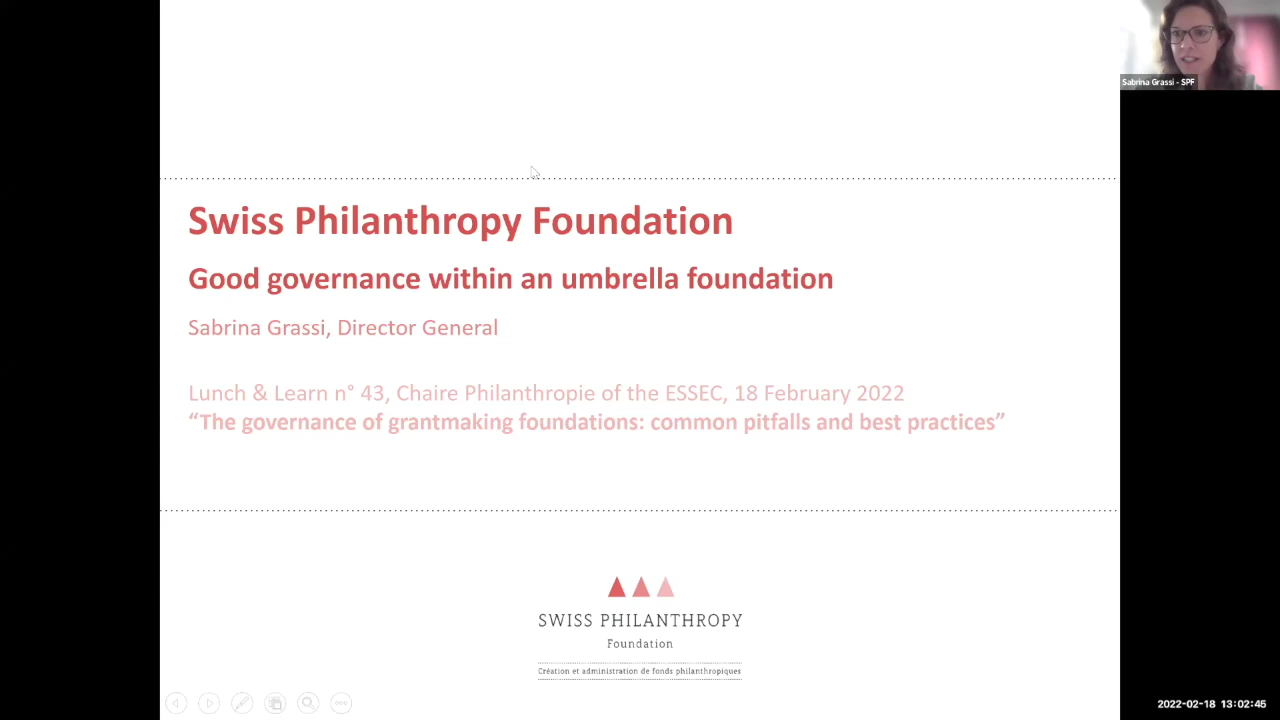 Sabrina Grassi - SPF
Swiss Philanthropy Foundation
Good governance within an umbrella foundation
Sabrina Grassi, Director General
Lunch & Learn n° 43, Chaire Philanthropie of the ESSEC, 18 February 2022
“The governance of grantmaking foundations: common pitfalls and best practices”
SWISS PHILANTHROPY
Foundation
Création et administration de fonds philanthropiques
2022-02-18 13:02:45